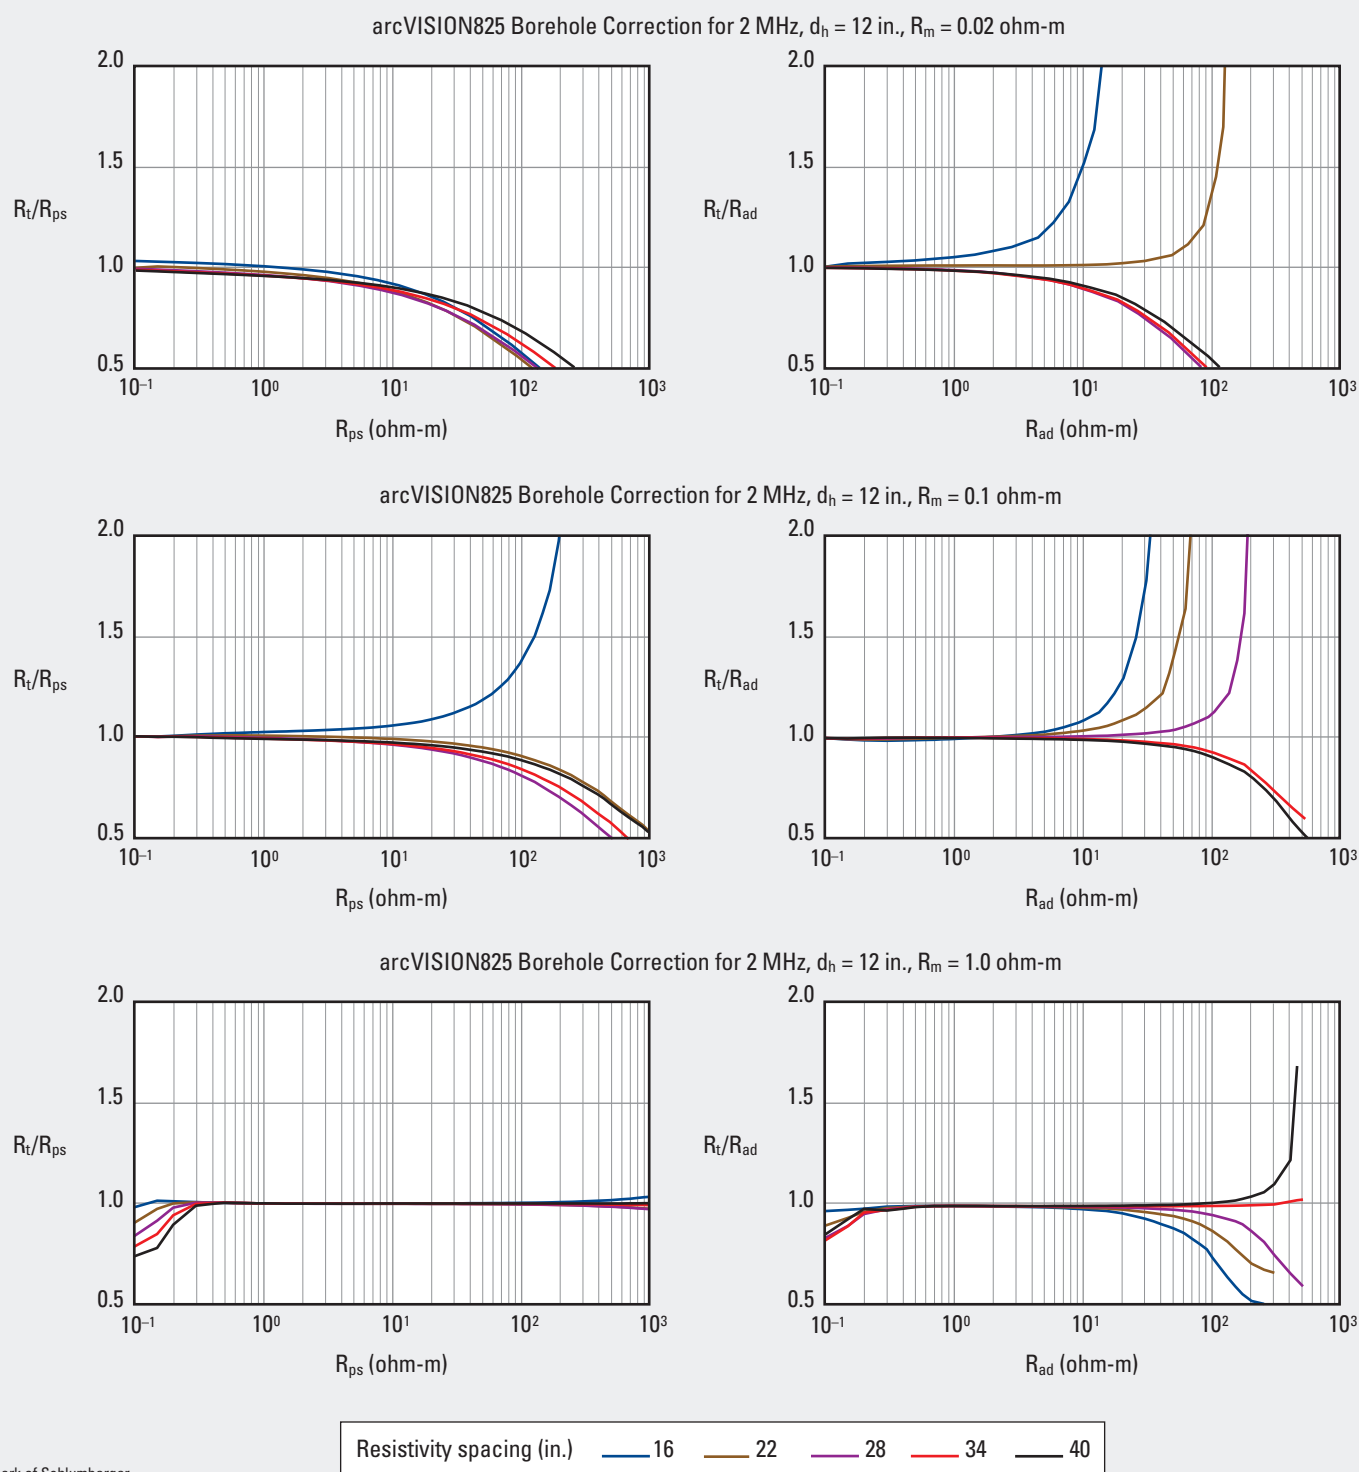 arcVISION825 Borehole Correction for 2 MHz, dh = 12 in., Rm = 0.02 ohm-m
2.0
1.5
Rt/Rps
1.0
0.5
10–1 100 101 102 103
Rps (ohm-m)
2.0
1.5
Rt/Rad
1.0
0.5
10–1 100 101 102 103
Rad (ohm-m)
arcVISION825 Borehole Correction for 2 MHz, dh = 12 in., Rm = 0.1 ohm-m
2.0
1.5
Rt/Rps
1.0
0.5
10–1 100 101 102 103
Rps (ohm-m)
2.0
1.5
Rt/Rad
1.0
0.5
10–1 100 101 102 103
Rad (ohm-m)
arcVISION825 Borehole Correction for 2 MHz, dh = 12 in., Rm = 1.0 ohm-m
2.0
1.5
Rt/Rps
1.0
0.5
10–1 100 101 102 103
Rps (ohm-m)
2.0
1.5
Rt/Rad
1.0
0.5
10–1 100 101 102 103
Rad (ohm-m)
Resistivity spacing (in.) 16 22 28 34 40